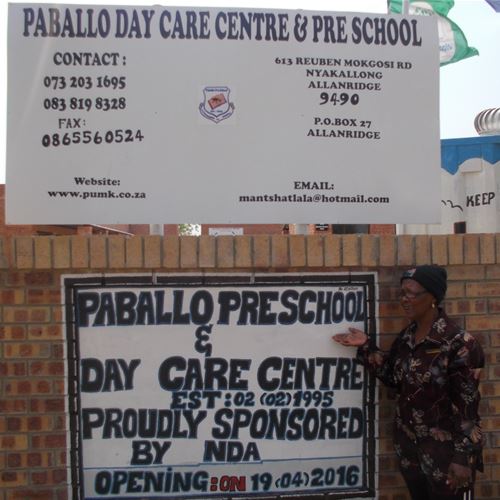 PABALLO DAY CARE CENTRE & PRE SCHOOL
CONTACT :
073 203 1695
083 819 8328
FAX:
0865560524
Website:
www.pumk.co.za
613 REUBEN MOKGOSI RD
NYAKALLONG
ALLANRIDGE
9490
P.O.BOX 27
ALLANRIDGE
EMAIL:
mantshatlala@hotmail.com
KEEP
PABALLO PRESCHOOL
&
DAY CARE CENTRE
EST : 02 (02) 1995
PROUDLY SPONSORED
BY NDA
OPENING : ON 19 (04) 2016